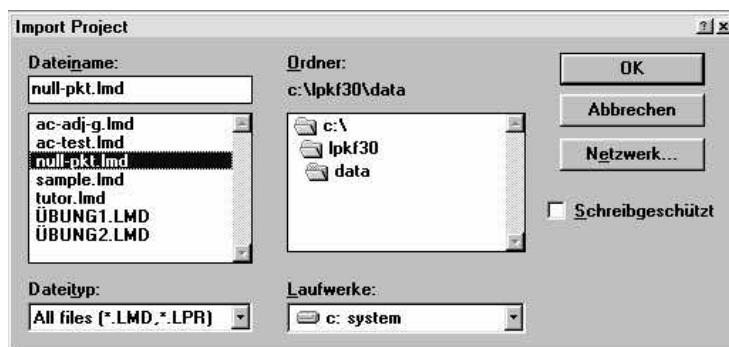 Import Project
Dateiname:
null-pkt.lmd
ac-adj-g.lmd
ac-test.lmd
null-pkt.lmd
sample.lmd
tutor.lmd
ÜBUNG1.LMD
ÜBUNG2.LMD
Dateityp:
All files (*.LMD,*.LPR)
Ordner:
c:\lpkf30\data
c:\
lpkf30
data
Laufwerke:
c: system
OK
Abbrechen
Netzwerk...
Schreibgeschützt